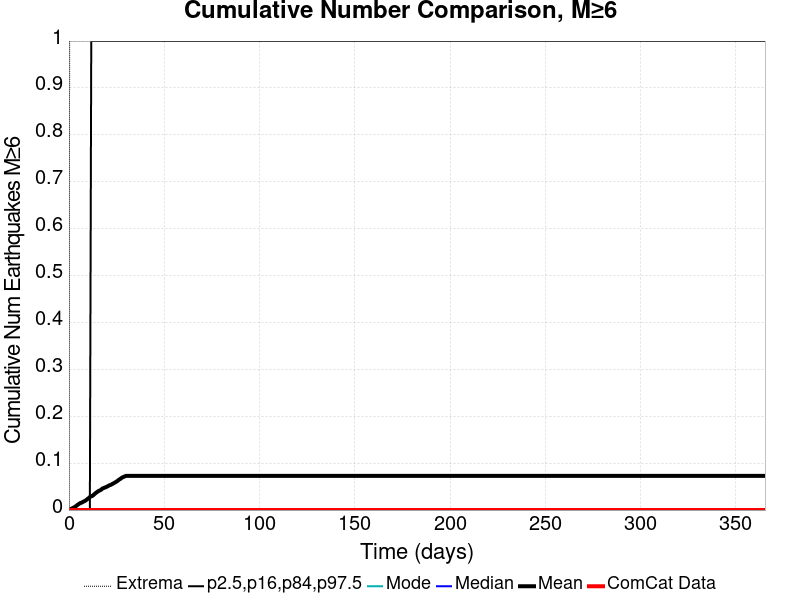 Cumulative Number Comparison, M≥6
Cumulative Num Earthquakes M≥6
1
0.9
0.8
0.7
0.6
0.5
0.4
0.3
0.2
0.1
0
0 50 100 150 200 250 300 350
Time (days)
Extrema p2.5,p16,p84,p97.5 Mode Median Mean ComCat Data